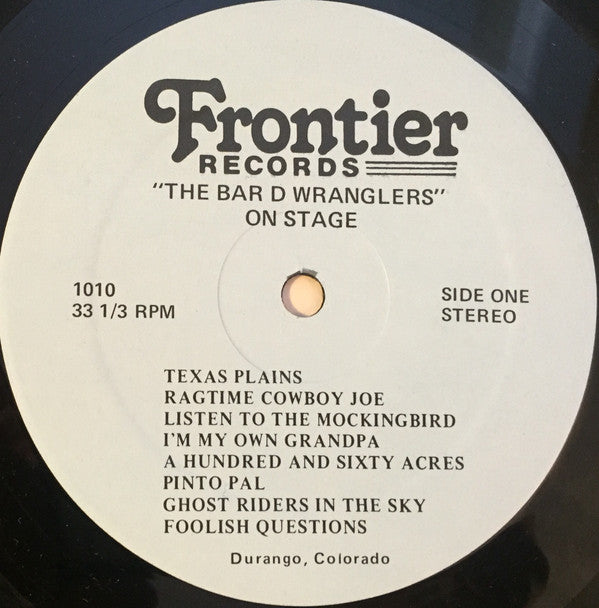 Frontier
RECORDS
"THE BAR D WRANGLERS"
ON STAGE
1010
33 1/3 RPM
SIDE ONE
STEREO
TEXAS PLAINS
RAGTIME COWBOY JOE
LISTEN TO THE MOCKINGBIRD
I'M MY OWN GRANDPA
A HUNDRED AND SIXTY ACRES
PINTO PAL
GHOST RIDERS IN THE SKY
FOOLISH QUESTIONS
Durango, Colorado